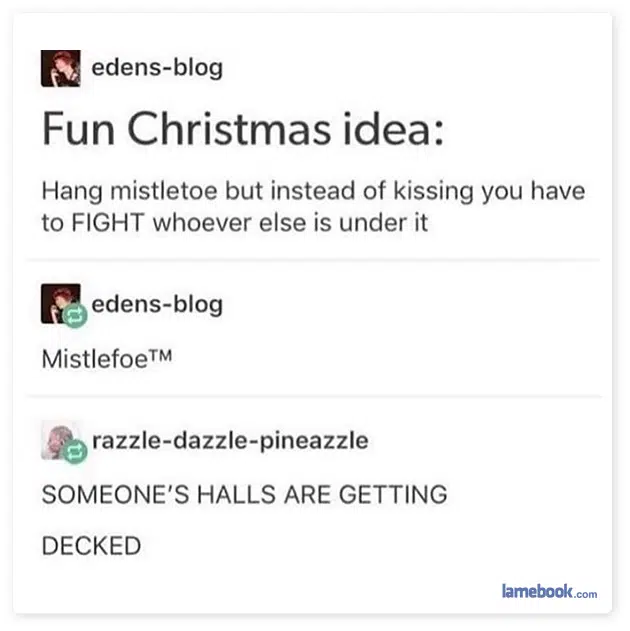 edens-blog
Fun Christmas idea:
Hang mistletoe but instead of kissing you have
to FIGHT whoever else is under it
edens-blog
Mistlefoe™
razzle-dazzle-pineazzle
SOMEONE'S HALLS ARE GETTING
DECKED
lamebook.com